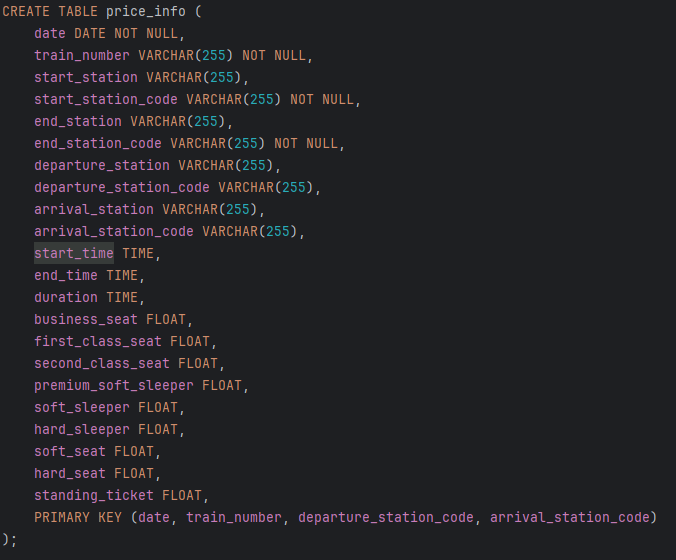 CREATE TABLE price_info (
    date DATE NOT NULL,
    train_number VARCHAR(255) NOT NULL,
    start_station VARCHAR(255),
    start_station_code VARCHAR(255) NOT NULL,
    end_station VARCHAR(255),
    end_station_code VARCHAR(255) NOT NULL,
    departure_station VARCHAR(255),
    departure_station_code VARCHAR(255),
    arrival_station VARCHAR(255),
    arrival_station_code VARCHAR(255),
    start_time TIME,
    end_time TIME,
    duration TIME,
    business_seat FLOAT,
    first_class_seat FLOAT,
    second_class_seat FLOAT,
    premium_soft_sleeper FLOAT,
    soft_sleeper FLOAT,
    hard_sleeper FLOAT,
    soft_seat FLOAT,
    hard_seat FLOAT,
    standing_ticket FLOAT,
    PRIMARY KEY (date, train_number, departure_station_code, arrival_station_code)
);